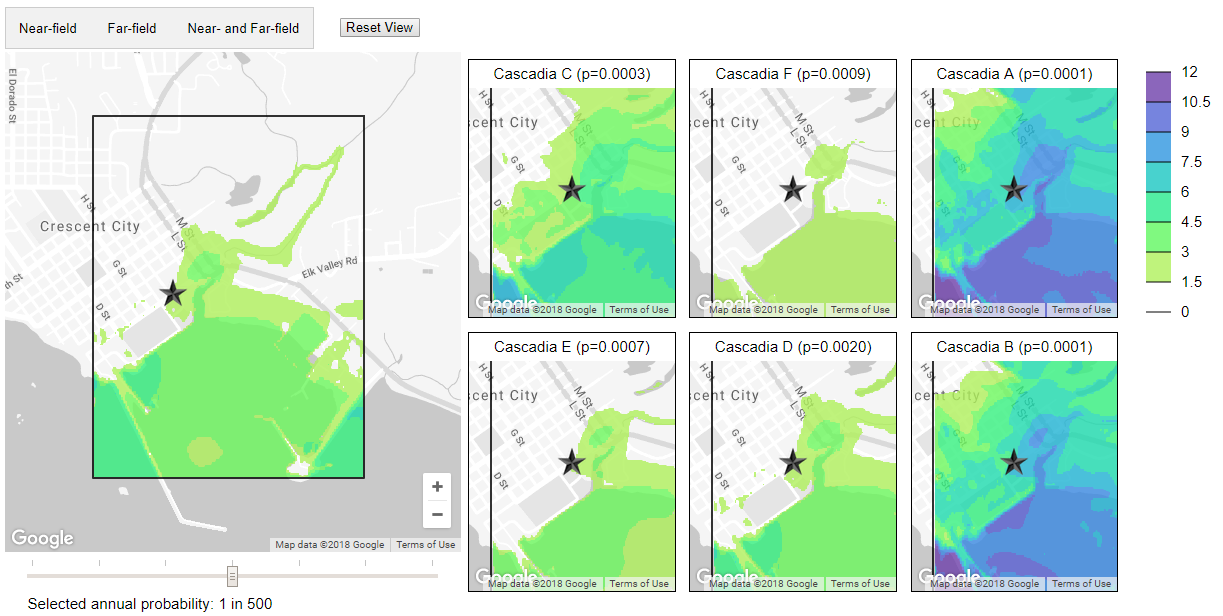 Near-field Far-field Near- and Far-field Reset View
El Dorado St
H St
Crescent City
M St
L St
G St
D St
th St
Elk Valley Rd
+
−
Google
Map data ©2018 Google Terms of Use
Selected annual probability: 1 in 500
Cascadia C (p=0.0003)
H St
scent City
M St
L St
G St
D St
Google
Map data ©2018 Google Terms of Use
Cascadia F (p=0.0009)
H St
scent City
M St
L St
G St
D St
Google
Map data ©2018 Google Terms of Use
Cascadia A (p=0.0001)
H St
scent City
M St
L St
G St
D St
Google
Map data ©2018 Google Terms of Use
Cascadia E (p=0.0007)
H St
scent City
M St
L St
G St
D St
Google
Map data ©2018 Google Terms of Use
Cascadia D (p=0.0020)
H St
scent City
M St
L St
G St
D St
Google
Map data ©2018 Google Terms of Use
Cascadia B (p=0.0001)
H St
scent City
M St
L St
G St
D St
Google
Map data ©2018 Google Terms of Use
12
10.5
9
7.5
6
4.5
3
1.5
0